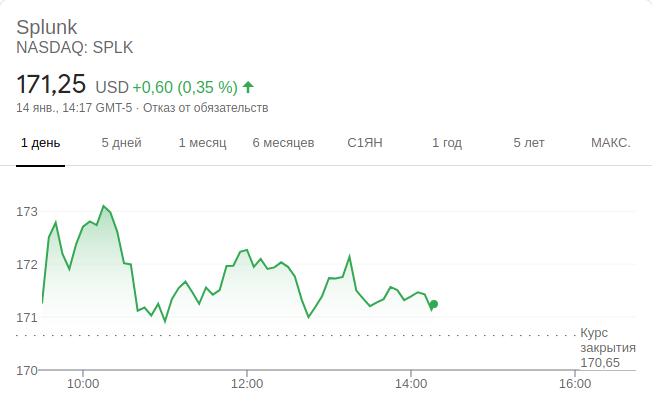 Splunk
NASDAQ: SPLK
171,25 USD +0,60 (0,35 %)
14 янв., 14:17 GMT-5 · Отказ от обязательств
1 день 5 дней 1 месяц 6 месяцев С1ЯН 1 год 5 лет МАКС.
173
172
171
Курс
закрытия
170,65
170
10:00 12:00 14:00 16:00